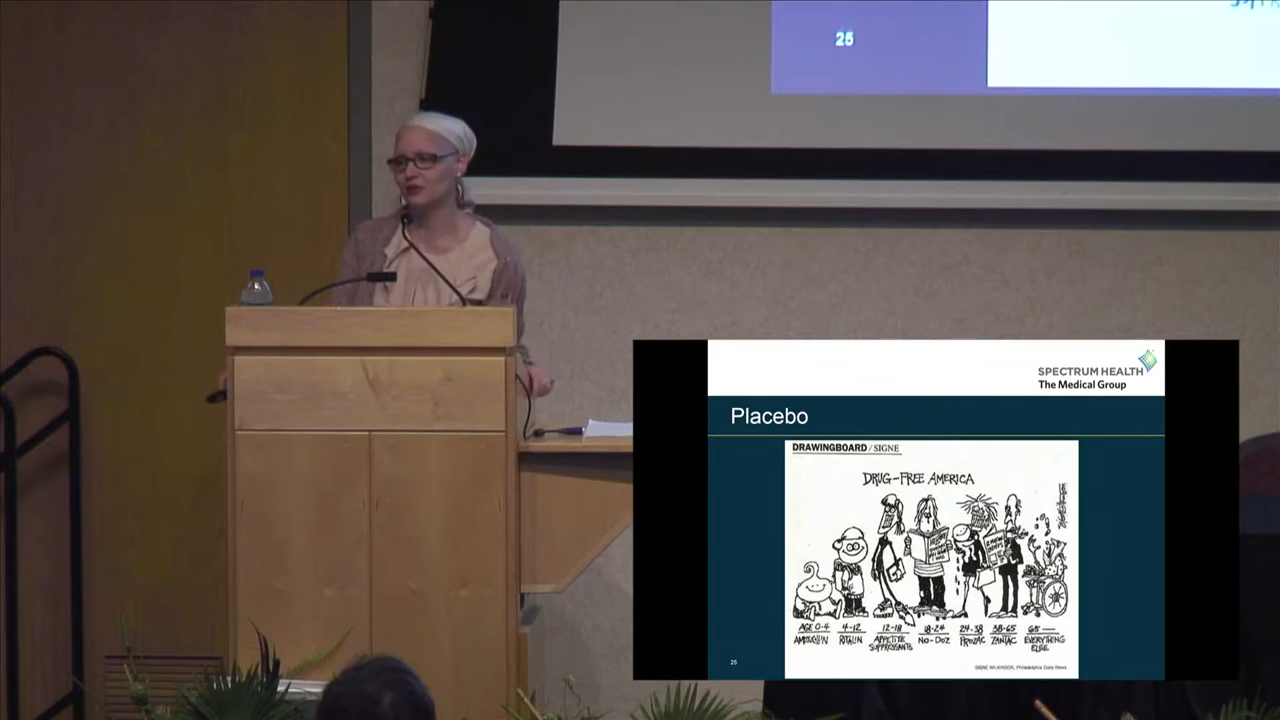 25
SPECTRUM HEALTH
The Medical Group
Placebo
DRAWINGBOARD / SIGNE
DRUG-FREE AMERICA
AGE 0-4 4-12 12-18 18-24 24-38 38-65 65—
AMOXICILLIN RITALIN APPETITE SUPPRESSANTS NO-DOZ PROZAC ZANTAC EVERYTHING ELSE
25
SIGNE WILKINSON, Philadelphia Daily News